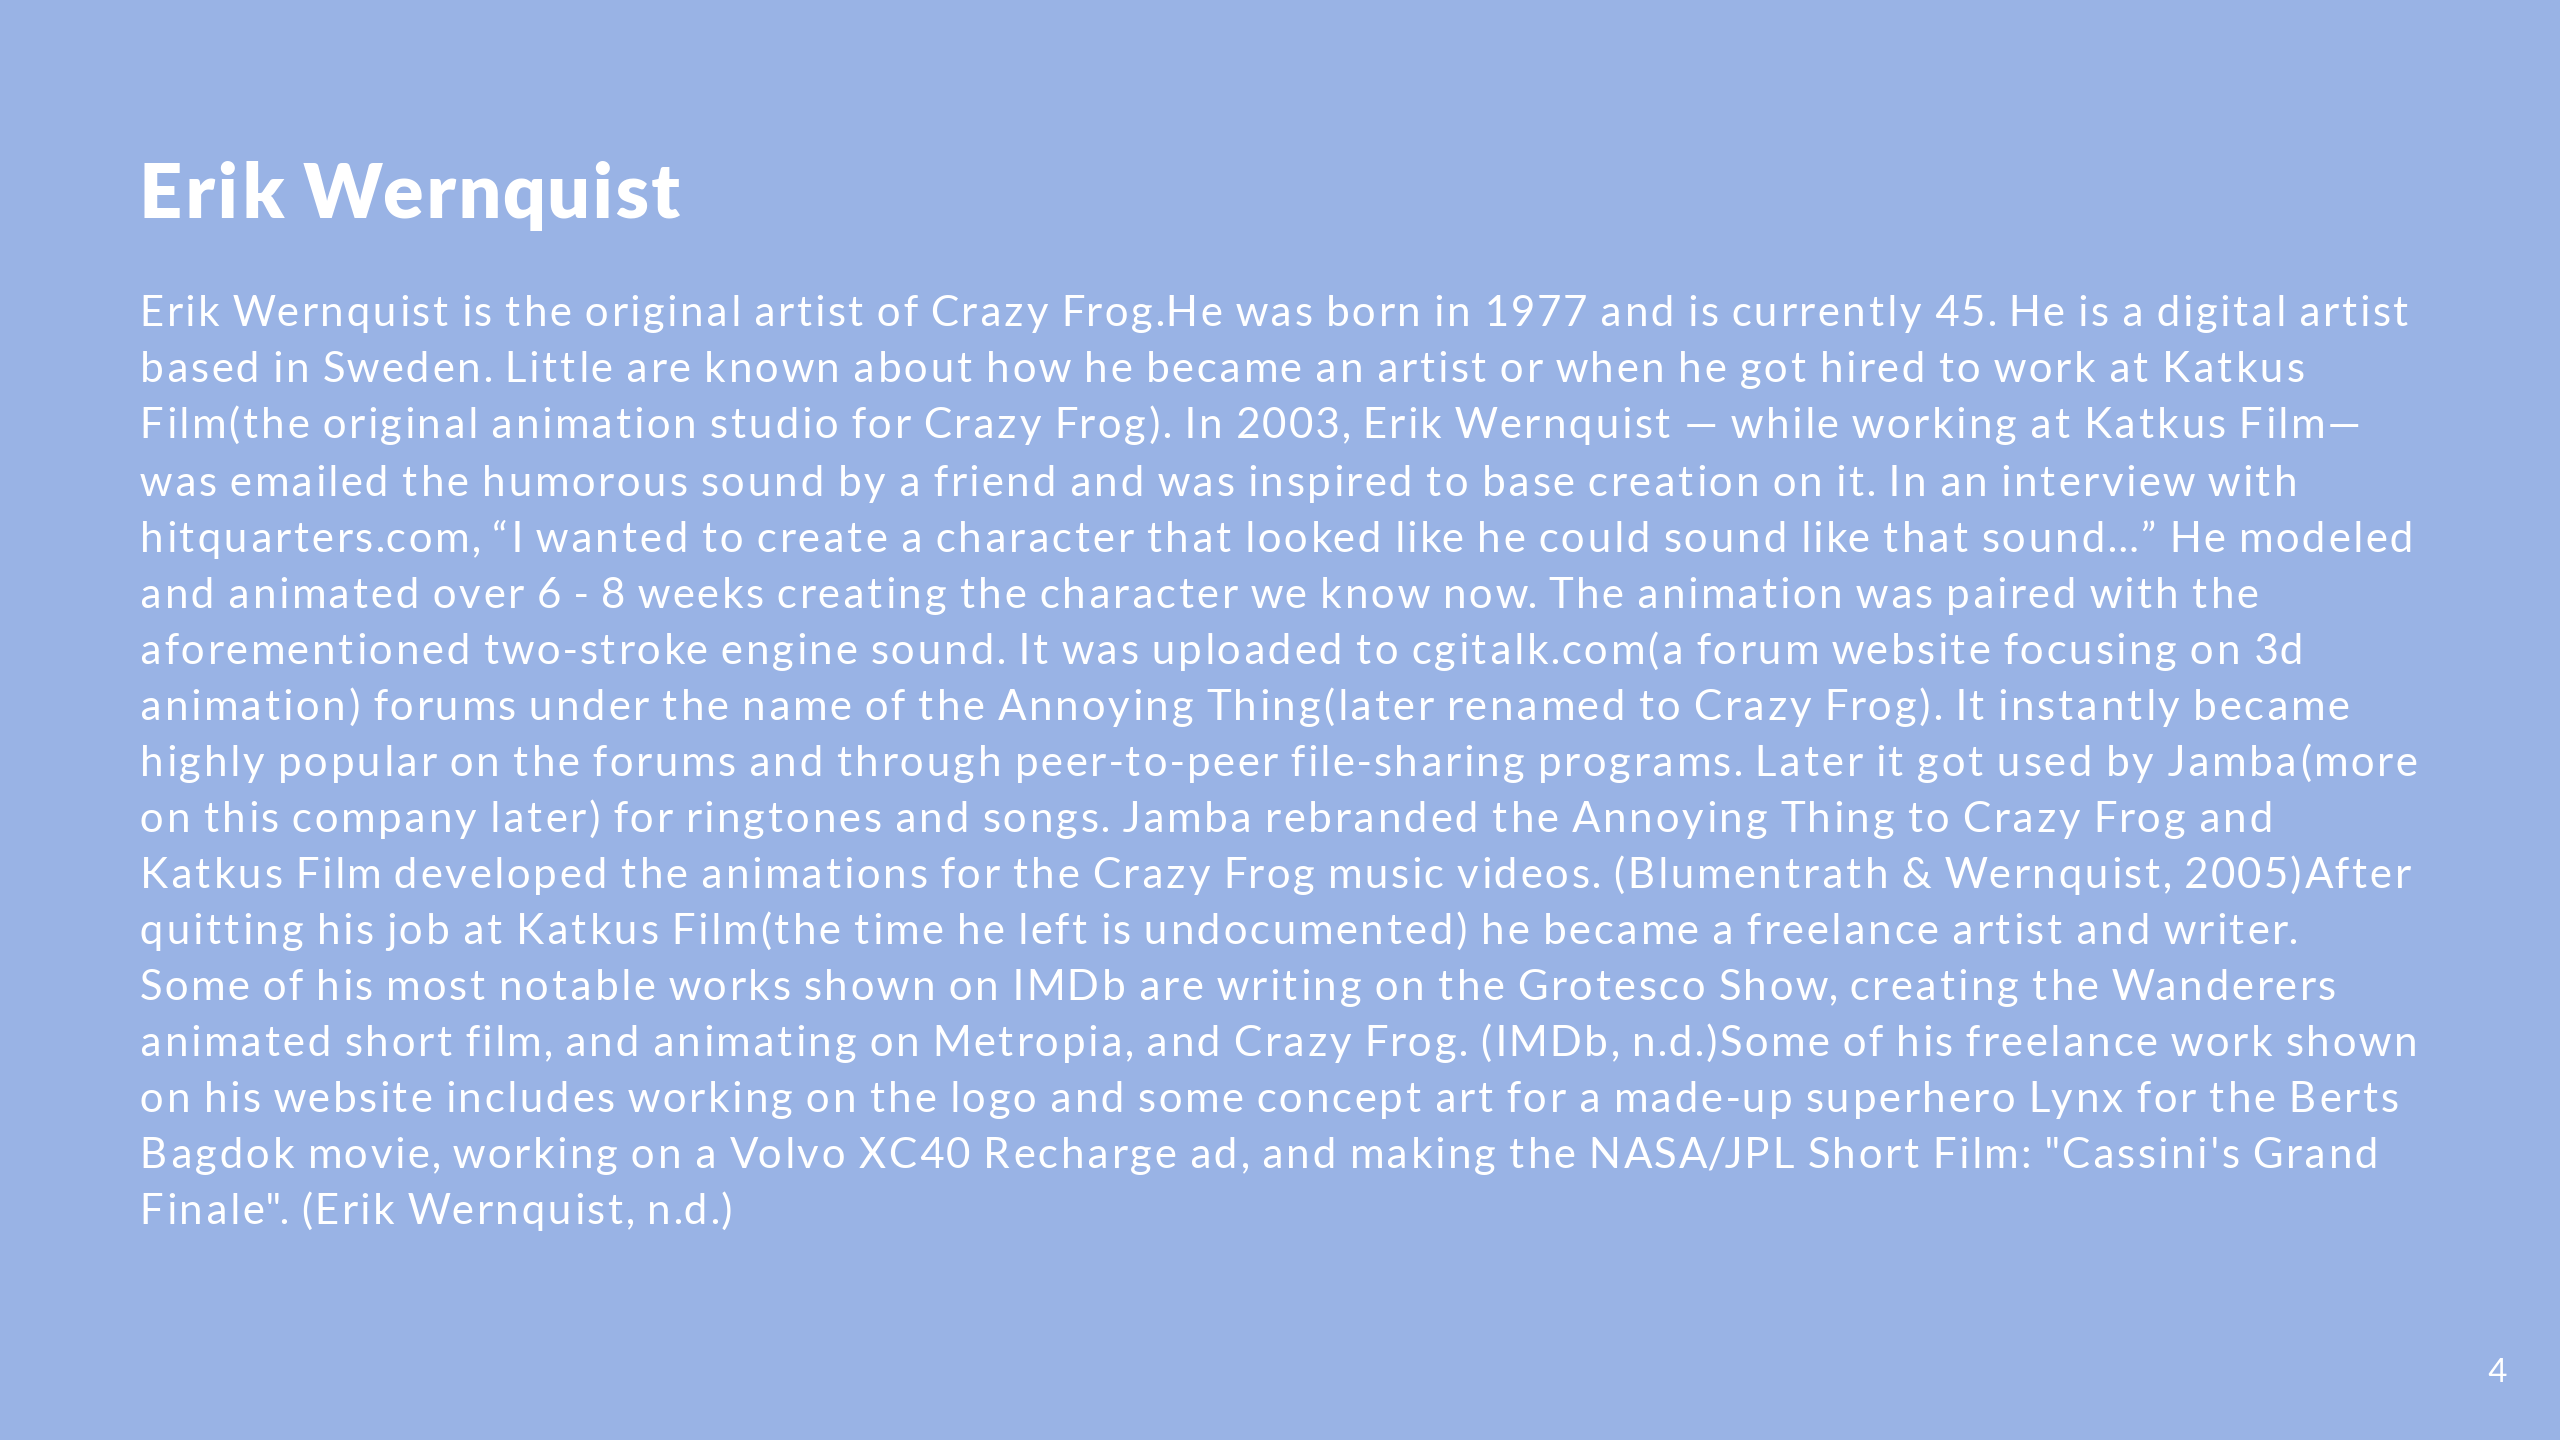 Erik Wernquist
Erik Wernquist is the original artist of Crazy Frog.He was born in 1977 and is currently 45. He is a digital artist
based in Sweden. Little are known about how he became an artist or when he got hired to work at Katkus
Film(the original animation studio for Crazy Frog). In 2003, Erik Wernquist — while working at Katkus Film—
was emailed the humorous sound by a friend and was inspired to base creation on it. In an interview with
hitquarters.com, “I wanted to create a character that looked like he could sound like that sound…” He modeled
and animated over 6 - 8 weeks creating the character we know now. The animation was paired with the
aforementioned two-stroke engine sound. It was uploaded to cgitalk.com(a forum website focusing on 3d
animation) forums under the name of the Annoying Thing(later renamed to Crazy Frog). It instantly became
highly popular on the forums and through peer-to-peer file-sharing programs. Later it got used by Jamba(more
on this company later) for ringtones and songs. Jamba rebranded the Annoying Thing to Crazy Frog and
Katkus Film developed the animations for the Crazy Frog music videos. (Blumentrath & Wernquist, 2005)After
quitting his job at Katkus Film(the time he left is undocumented) he became a freelance artist and writer.
Some of his most notable works shown on IMDb are writing on the Grotesco Show, creating the Wanderers
animated short film, and animating on Metropia, and Crazy Frog. (IMDb, n.d.)Some of his freelance work shown
on his website includes working on the logo and some concept art for a made-up superhero Lynx for the Berts
Bagdok movie, working on a Volvo XC40 Recharge ad, and making the NASA/JPL Short Film: "Cassini's Grand
Finale". (Erik Wernquist, n.d.)
4